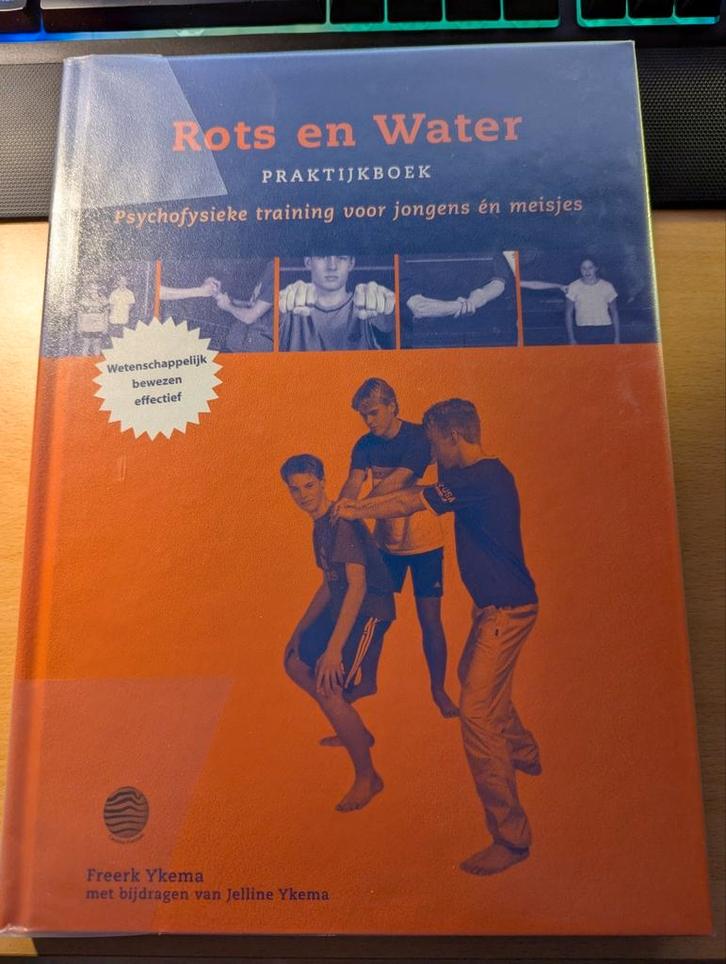 Rots en Water
PRAKTIJKBOEK
Psychofysieke training voor jongens én meisjes
Wetenschappelijk
bewezen
effectief
Freerk Ykema
met bijdragen van Jelline Ykema